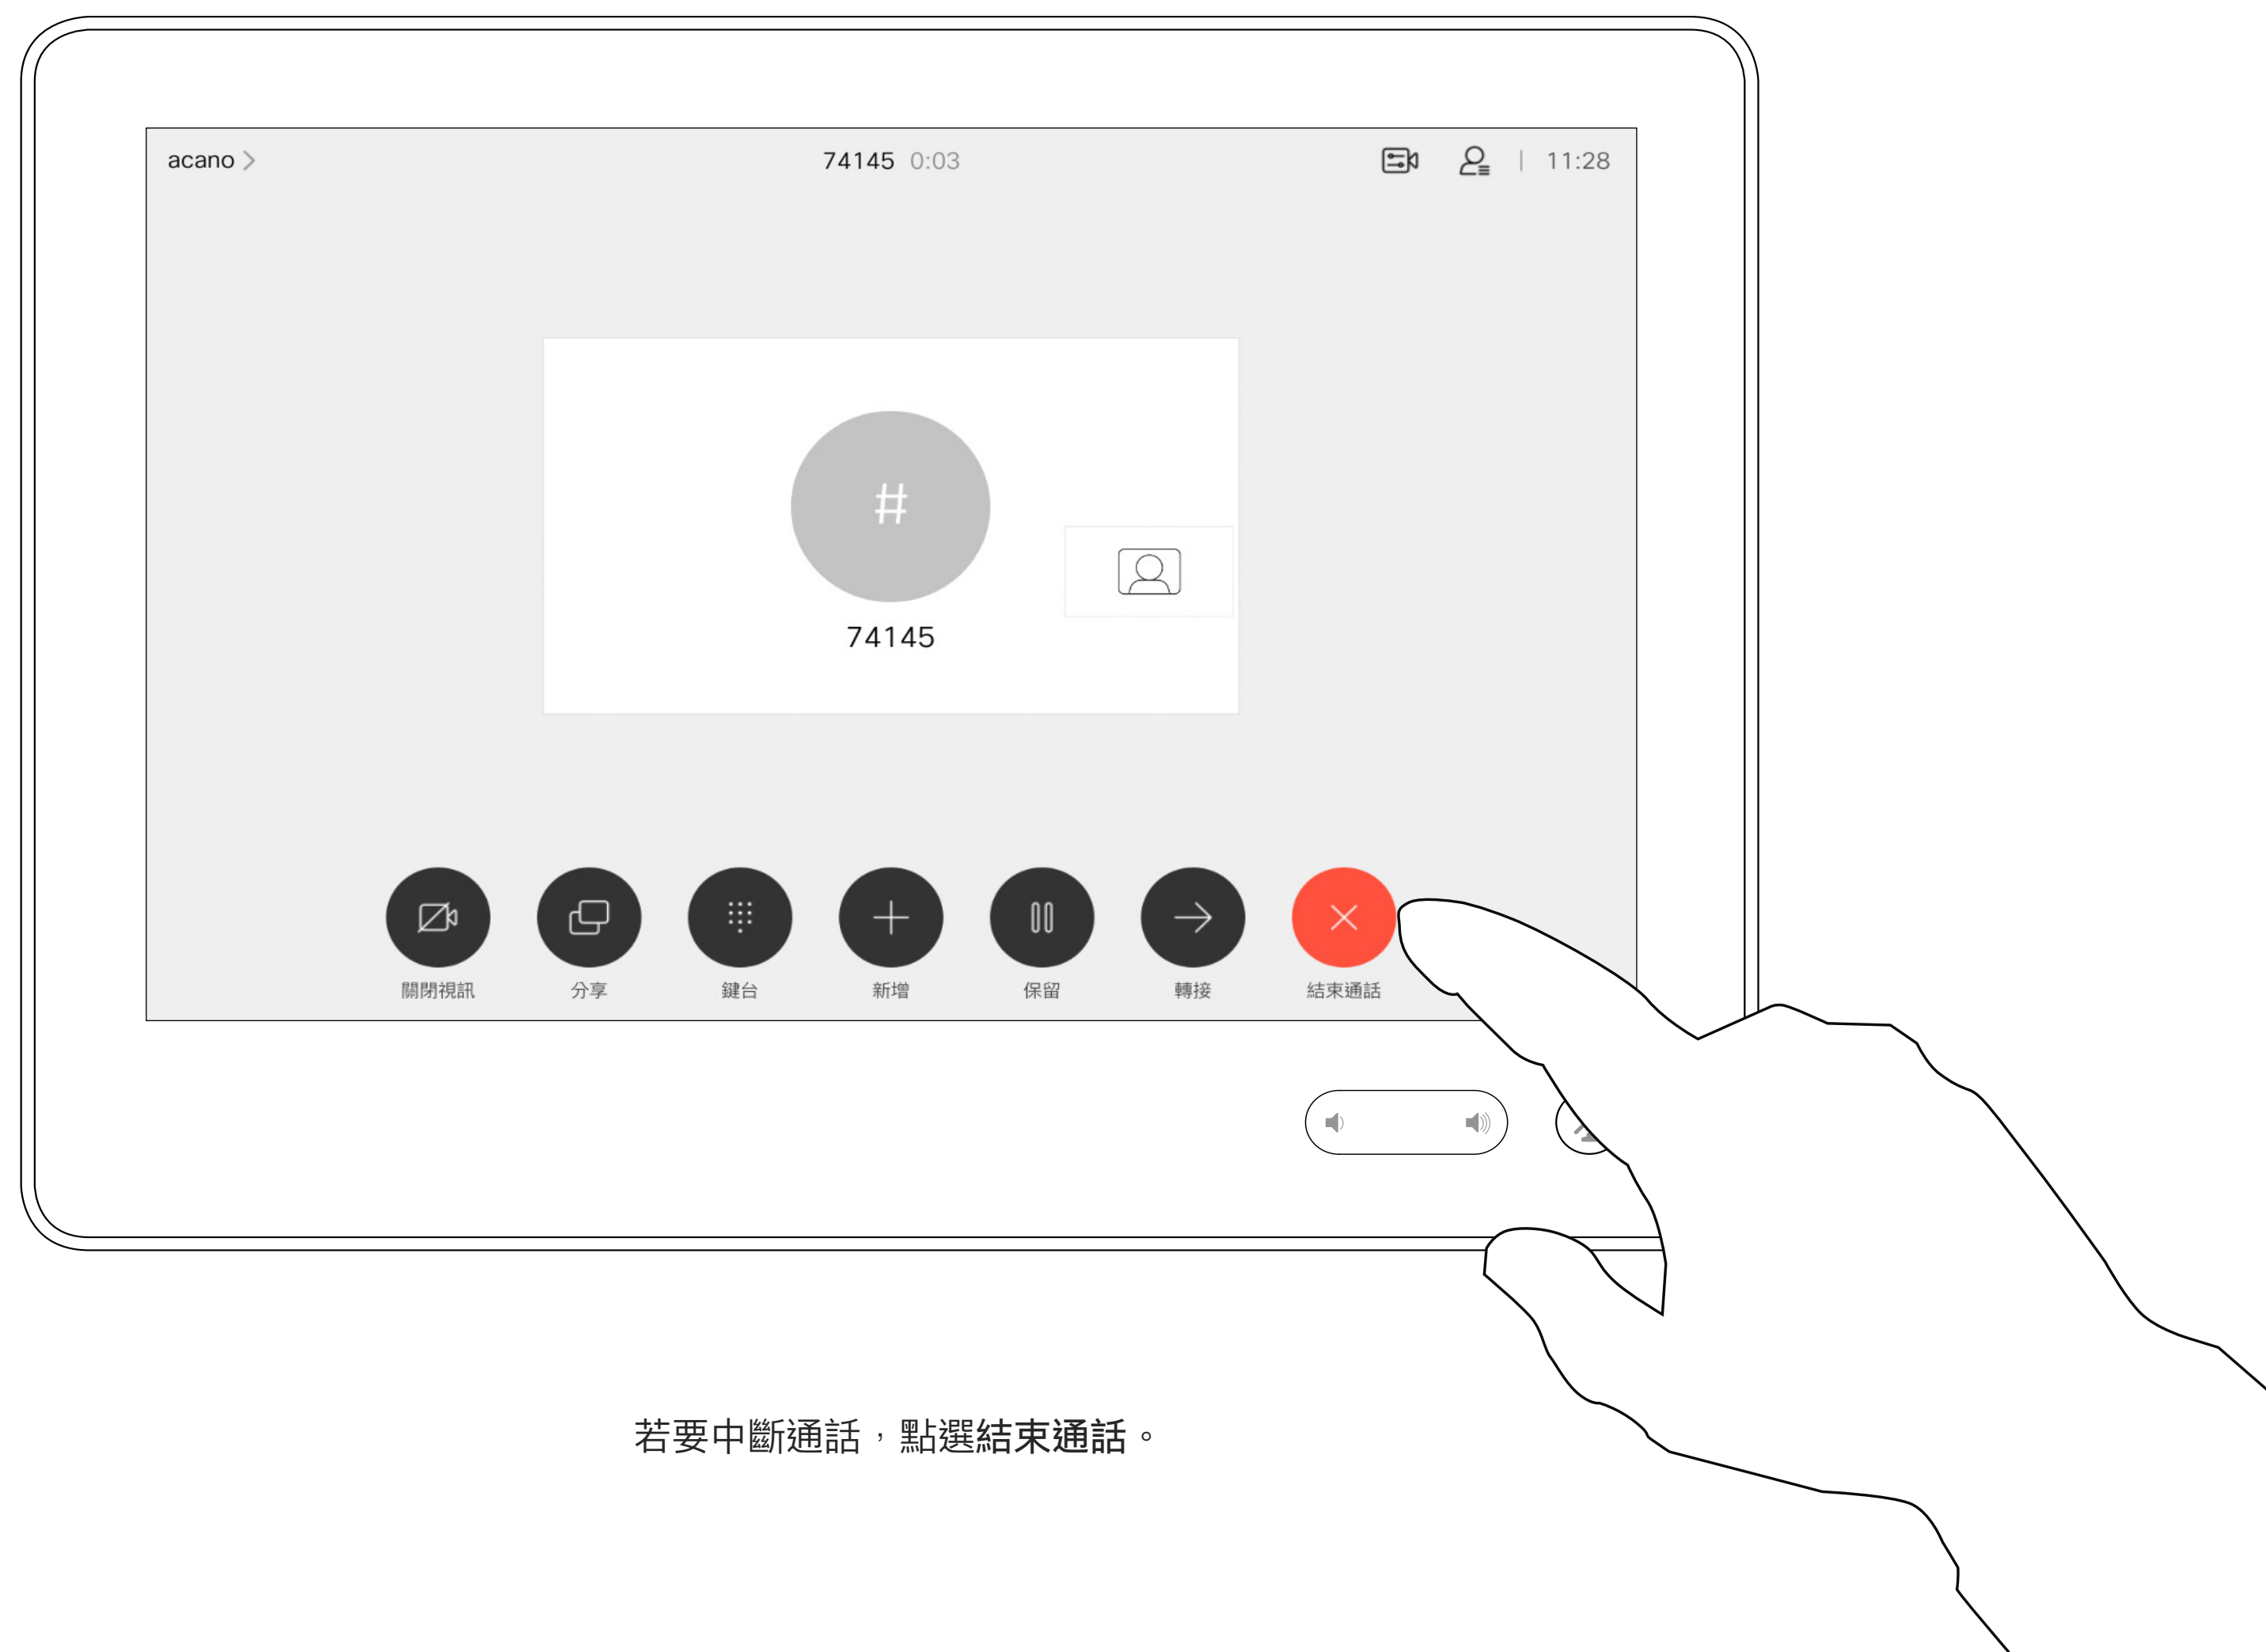 acano
74145 0:03
11:28
#
74145
關閉視訊 分享 鍵台 新增 保留 轉接 結束通話
若要中斷通話，點選結束通話。